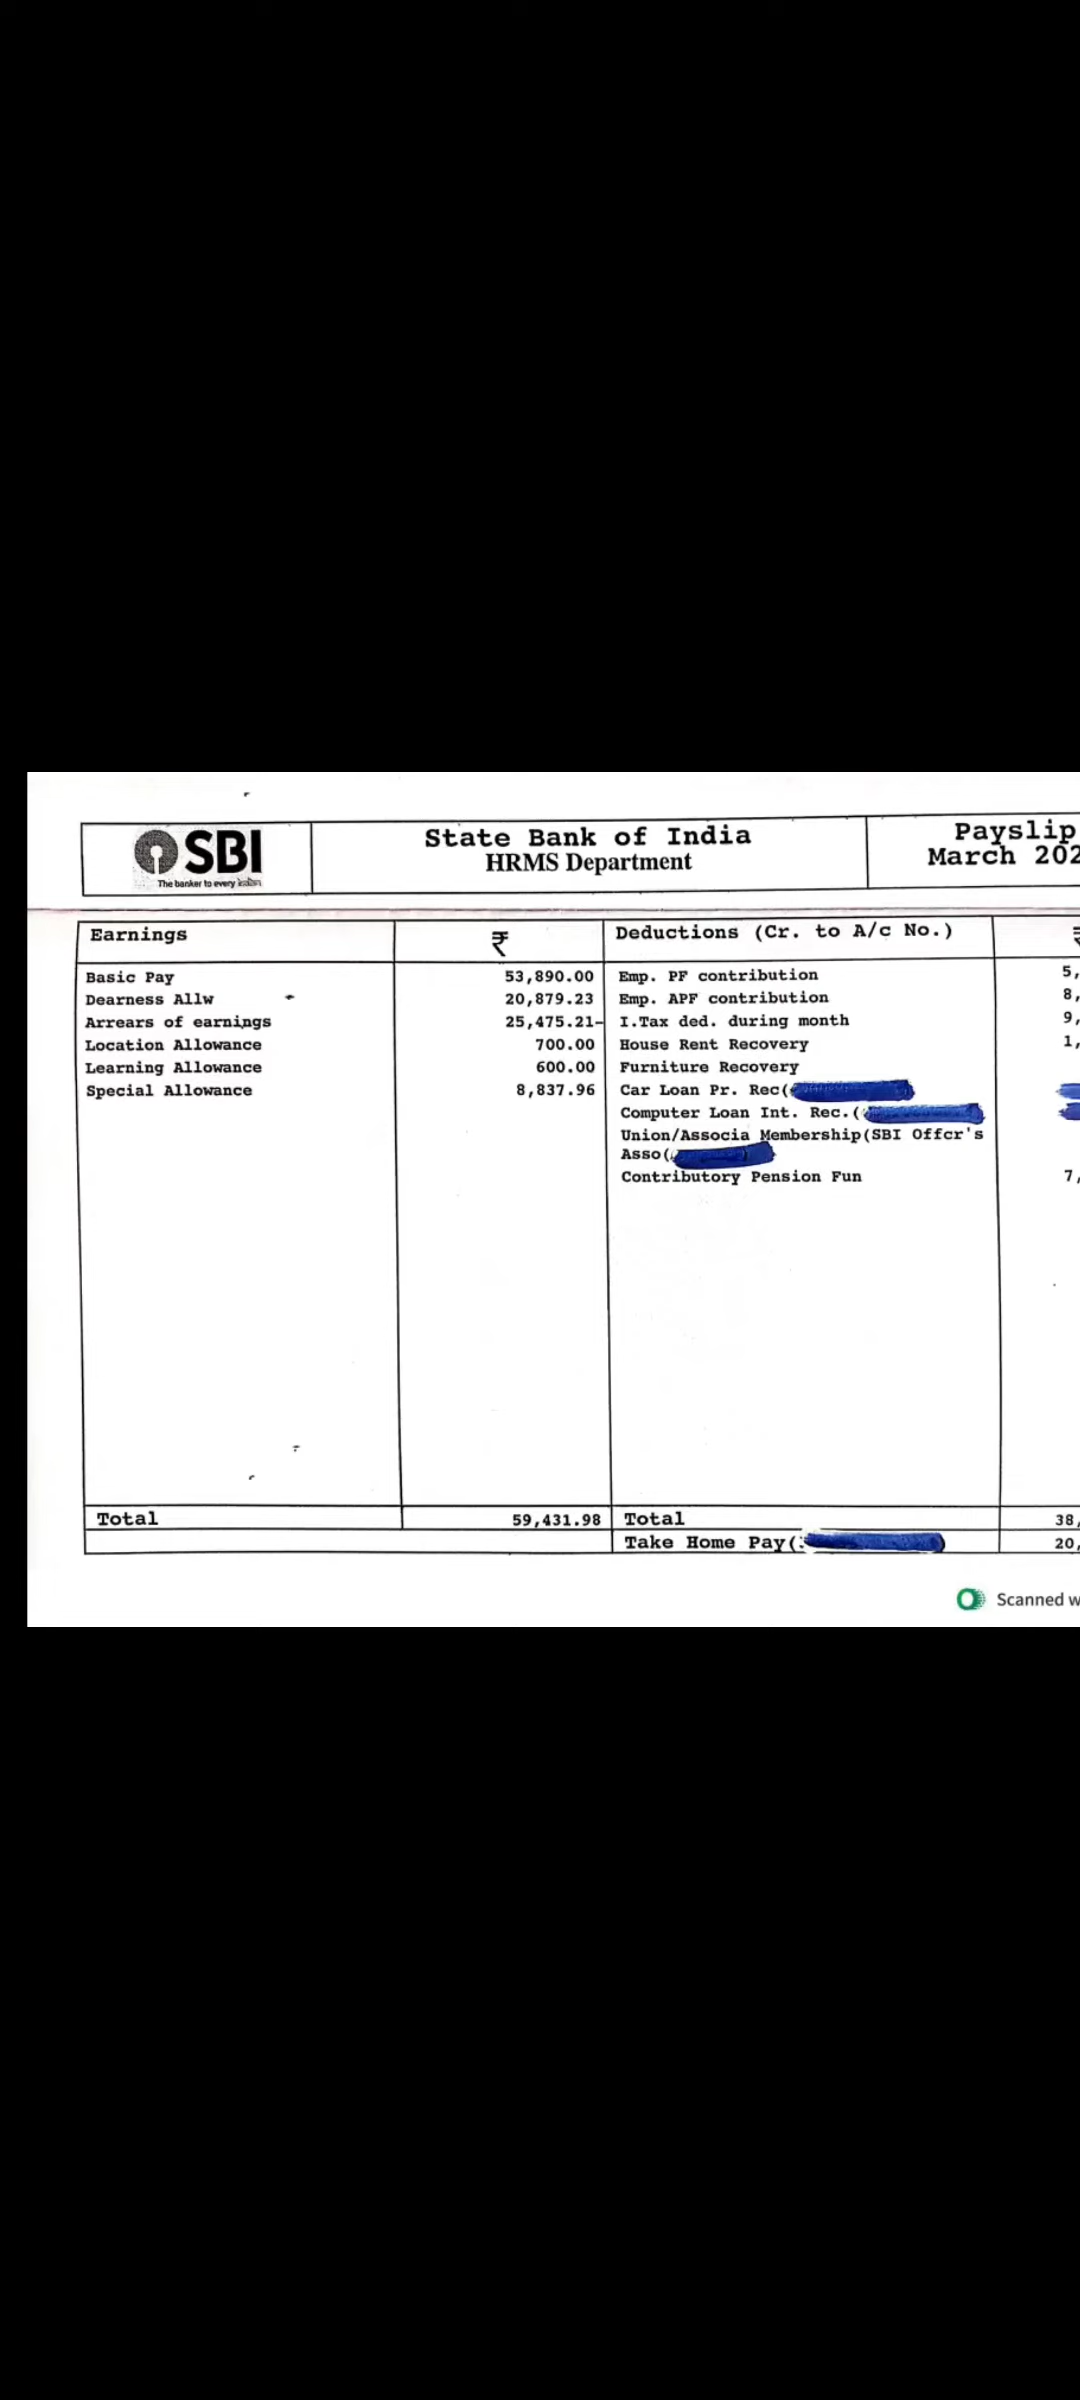 SBI
The banker to every Indian
State Bank of India
HRMS Department
Payslip
March 202
Earnings ₹ Deductions (Cr. to A/c No.)
Basic Pay 53,890.00 Emp. PF contribution 5,
Dearness Allw 20,879.23 Emp. APF contribution 8,
Arrears of earnings 25,475.21- I.Tax ded. during month 9,
Location Allowance 700.00 House Rent Recovery 1,
Learning Allowance 600.00 Furniture Recovery
Special Allowance 8,837.96 Car Loan Pr. Rec(
Computer Loan Int. Rec.(
Union/Associa Membership(SBI Offcr's
Asso(
Contributory Pension Fun 7,
Total 59,431.98 Total 38,
Take Home Pay( 20,
Scanned w